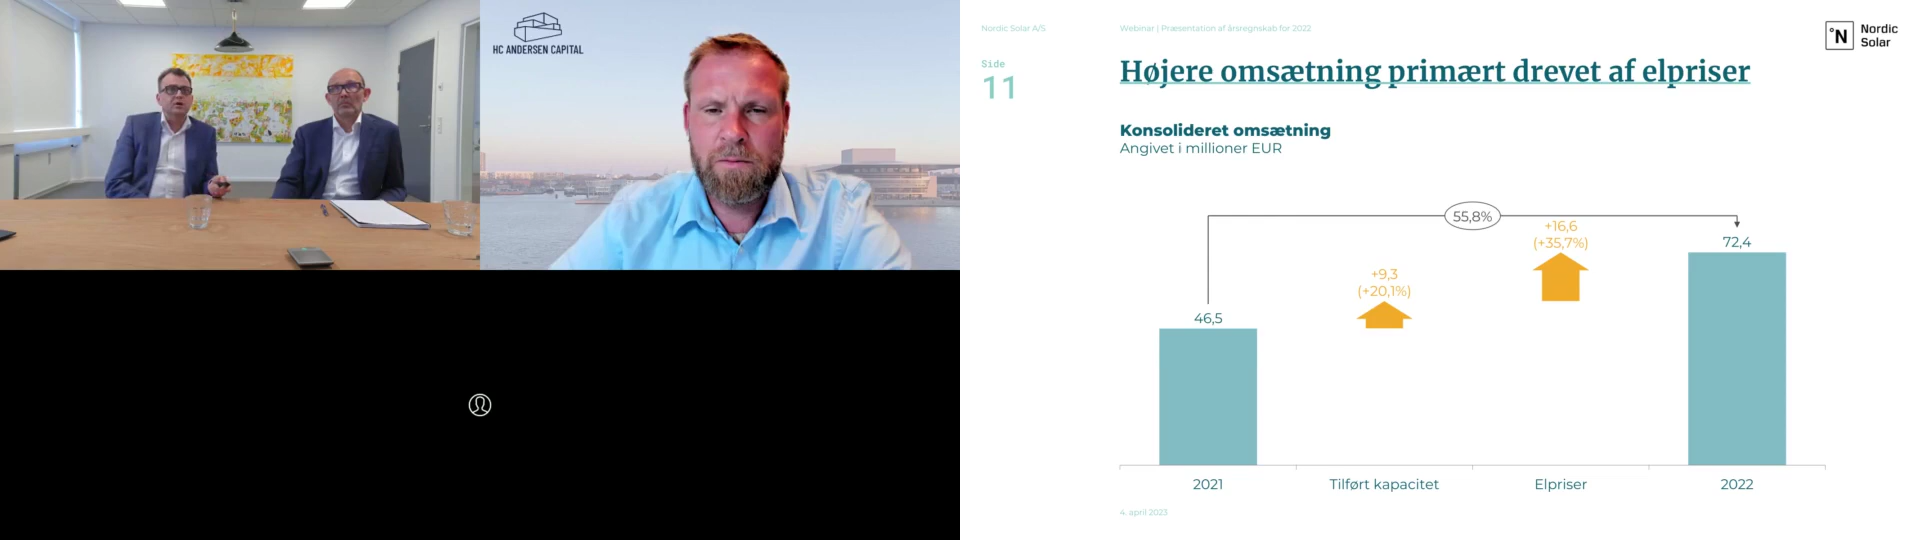 HC ANDERSEN CAPITAL
Nordic Solar A/S
Webinar | Præsentation af årsregnskab for 2022
°N Nordic
Solar
Side
11
Højere omsætning primært drevet af elpriser
Konsolideret omsætning
Angivet i millioner EUR
55,8%
+16,6
(+35,7%)
72,4
+9,3
(+20,1%)
46,5
2021
Tilført kapacitet
Elpriser
2022
4. april 2023